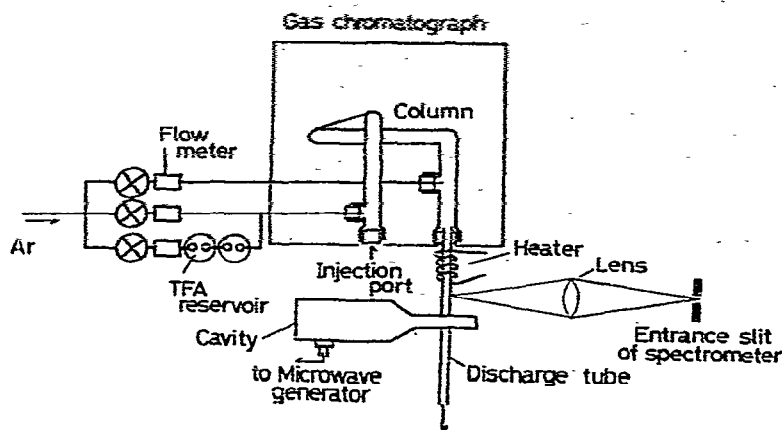 Gas chromatograph
Column
Flow
meter
Ar
TFA
reservoir
Injection
port
Heater
Lens
Cavity
Entrance slit
of spectrometer
to Microwave
generator
Discharge tube